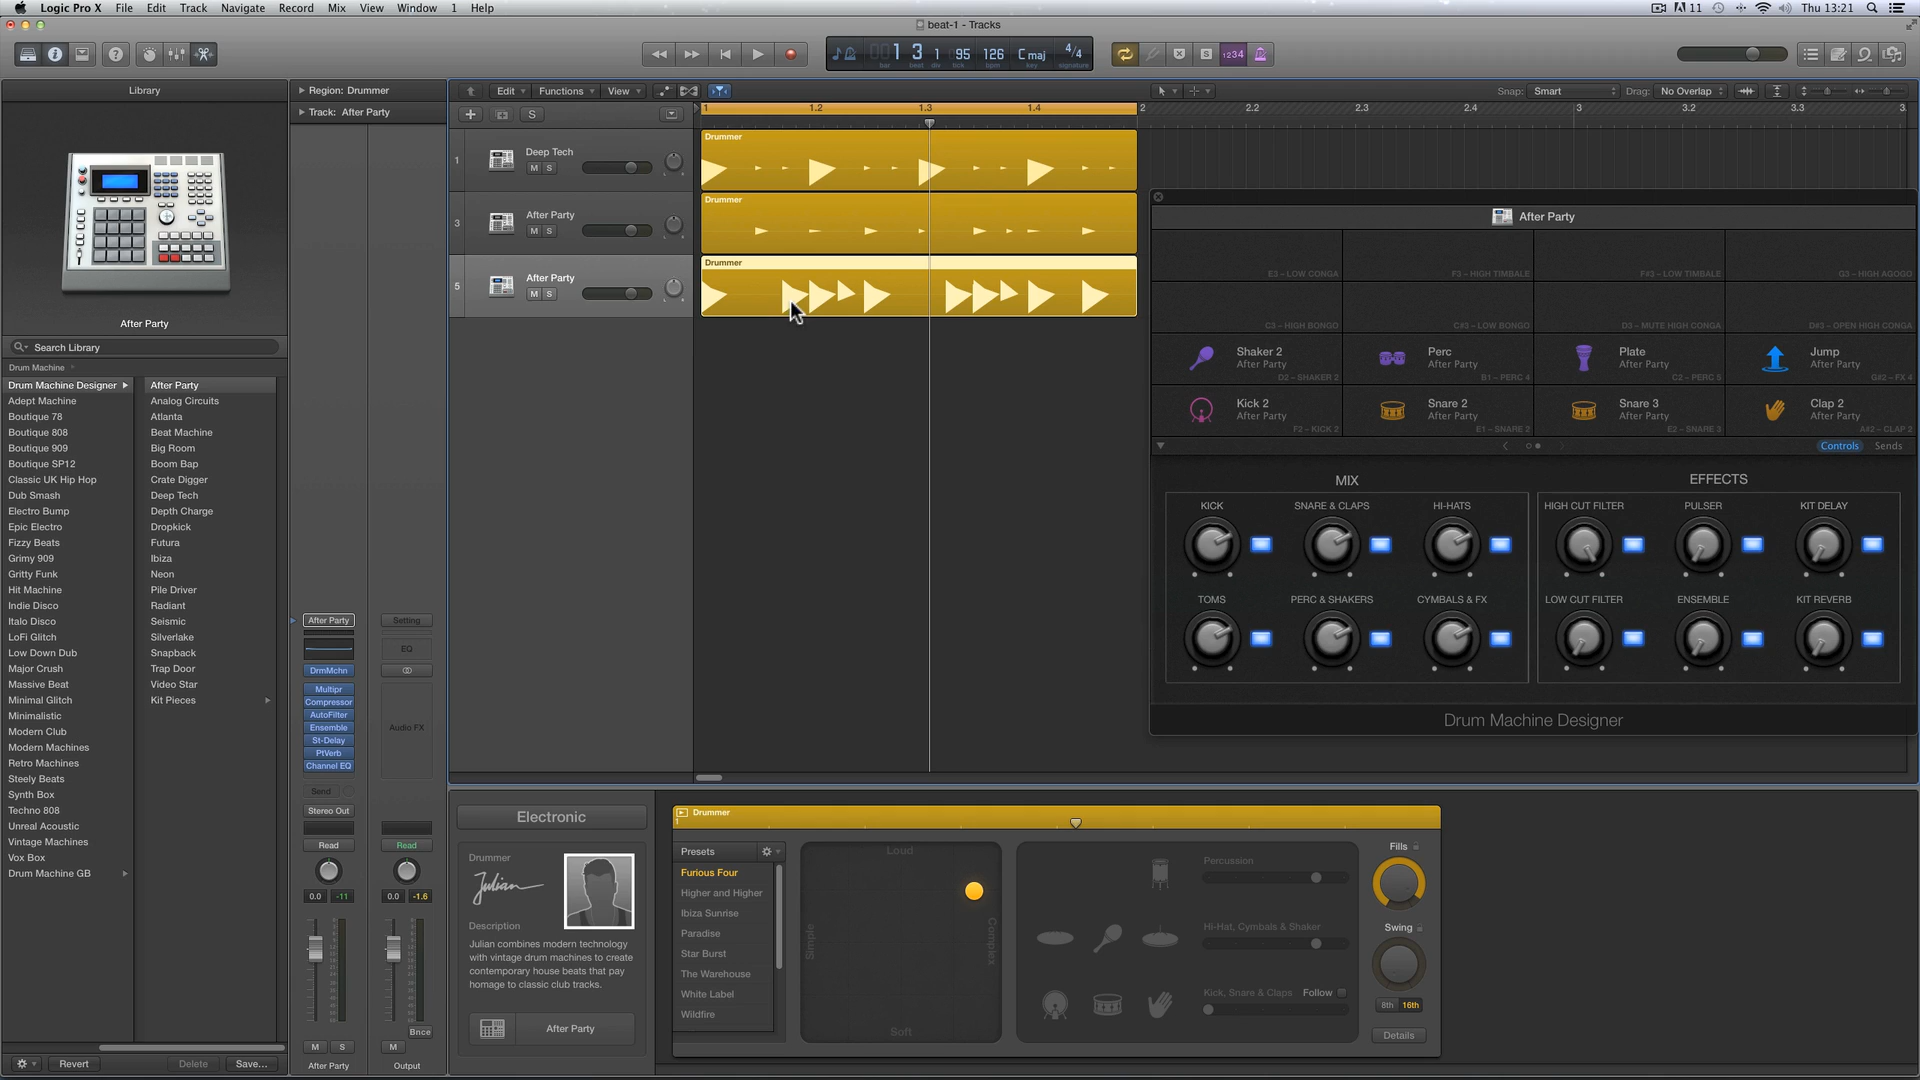 Logic Pro X File Edit Track Navigate Record Mix View Window 1 Help
11 Thu 13:21
beat-1 - Tracks
1 3 1 95 126 C maj 4/4
bar beat div tick bpm key signature
1234
Library
After Party
Search Library
Drum Machine
Drum Machine Designer
Adept Machine
Boutique 78
Boutique 808
Boutique 909
Boutique SP12
Classic UK Hip Hop
Dub Smash
Electro Bump
Epic Electro
Fizzy Beats
Grimy 909
Gritty Funk
Hit Machine
Indie Disco
Italo Disco
LoFi Glitch
Low Down Dub
Major Crush
Massive Beat
Minimal Glitch
Minimalistic
Modern Club
Modern Machines
Retro Machines
Steely Beats
Synth Box
Techno 808
Unreal Acoustic
Vintage Machines
Vox Box
Drum Machine GB
After Party
Analog Circuits
Atlanta
Beat Machine
Big Room
Boom Bap
Crate Digger
Deep Tech
Depth Charge
Dropkick
Futura
Ibiza
Neon
Pile Driver
Radiant
Seismic
Silverlake
Snapback
Trap Door
Video Star
Kit Pieces
Revert Delete Save...
Region: Drummer
Track: After Party
After Party Setting
EQ
DrmMchn
Multipr
Compressor
AutoFilter
Ensemble
St-Delay
PtVerb
Channel EQ
Audio FX
Send
Stereo Out
Read Read
0.0 -11 0.0 -1.6
Bnce
M S M
After Party Output
Edit Functions View
Snap: Smart Drag: No Overlap
S
1 1.2 1.3 1.4 2 2.2 2.3 2.4 3 3.2 3.3 3.
1 Deep Tech
M S
Drummer
3 After Party
M S
Drummer
5 After Party
M S
Drummer
After Party
E3 – LOW CONGA F3 – HIGH TIMBALE F#3 – LOW TIMBALE G3 – HIGH AGOGO
C3 – HIGH BONGO C#3 – LOW BONGO D3 – MUTE HIGH CONGA D#3 – OPEN HIGH CONGA
Shaker 2 Perc Plate Jump
After Party After Party After Party After Party
D2 – SHAKER 2 B1 – PERC 4 C2 – PERC 5 G#2 – FX 4
Kick 2 Snare 2 Snare 3 Clap 2
After Party After Party After Party After Party
F2 – KICK 2 E1 – SNARE 2 E2 – SNARE 3 A#2 – CLAP 2
Controls Sends
MIX EFFECTS
KICK SNARE & CLAPS HI-HATS HIGH CUT FILTER PULSER KIT DELAY
TOMS PERC & SHAKERS CYMBALS & FX LOW CUT FILTER ENSEMBLE KIT REVERB
Drum Machine Designer
Electronic
Drummer
Julian
Description
Julian combines modern technology
with vintage drum machines to create
contemporary house beats that pay
homage to classic club tracks.
After Party
Drummer
1
Presets
Furious Four
Higher and Higher
Ibiza Sunrise
Paradise
Star Burst
The Warehouse
White Label
Wildfire
Loud
Simple
Complex
Soft
Percussion
Hi-Hat, Cymbals & Shaker
Kick, Snare & Claps Follow
Fills
Swing
8th 16th
Details